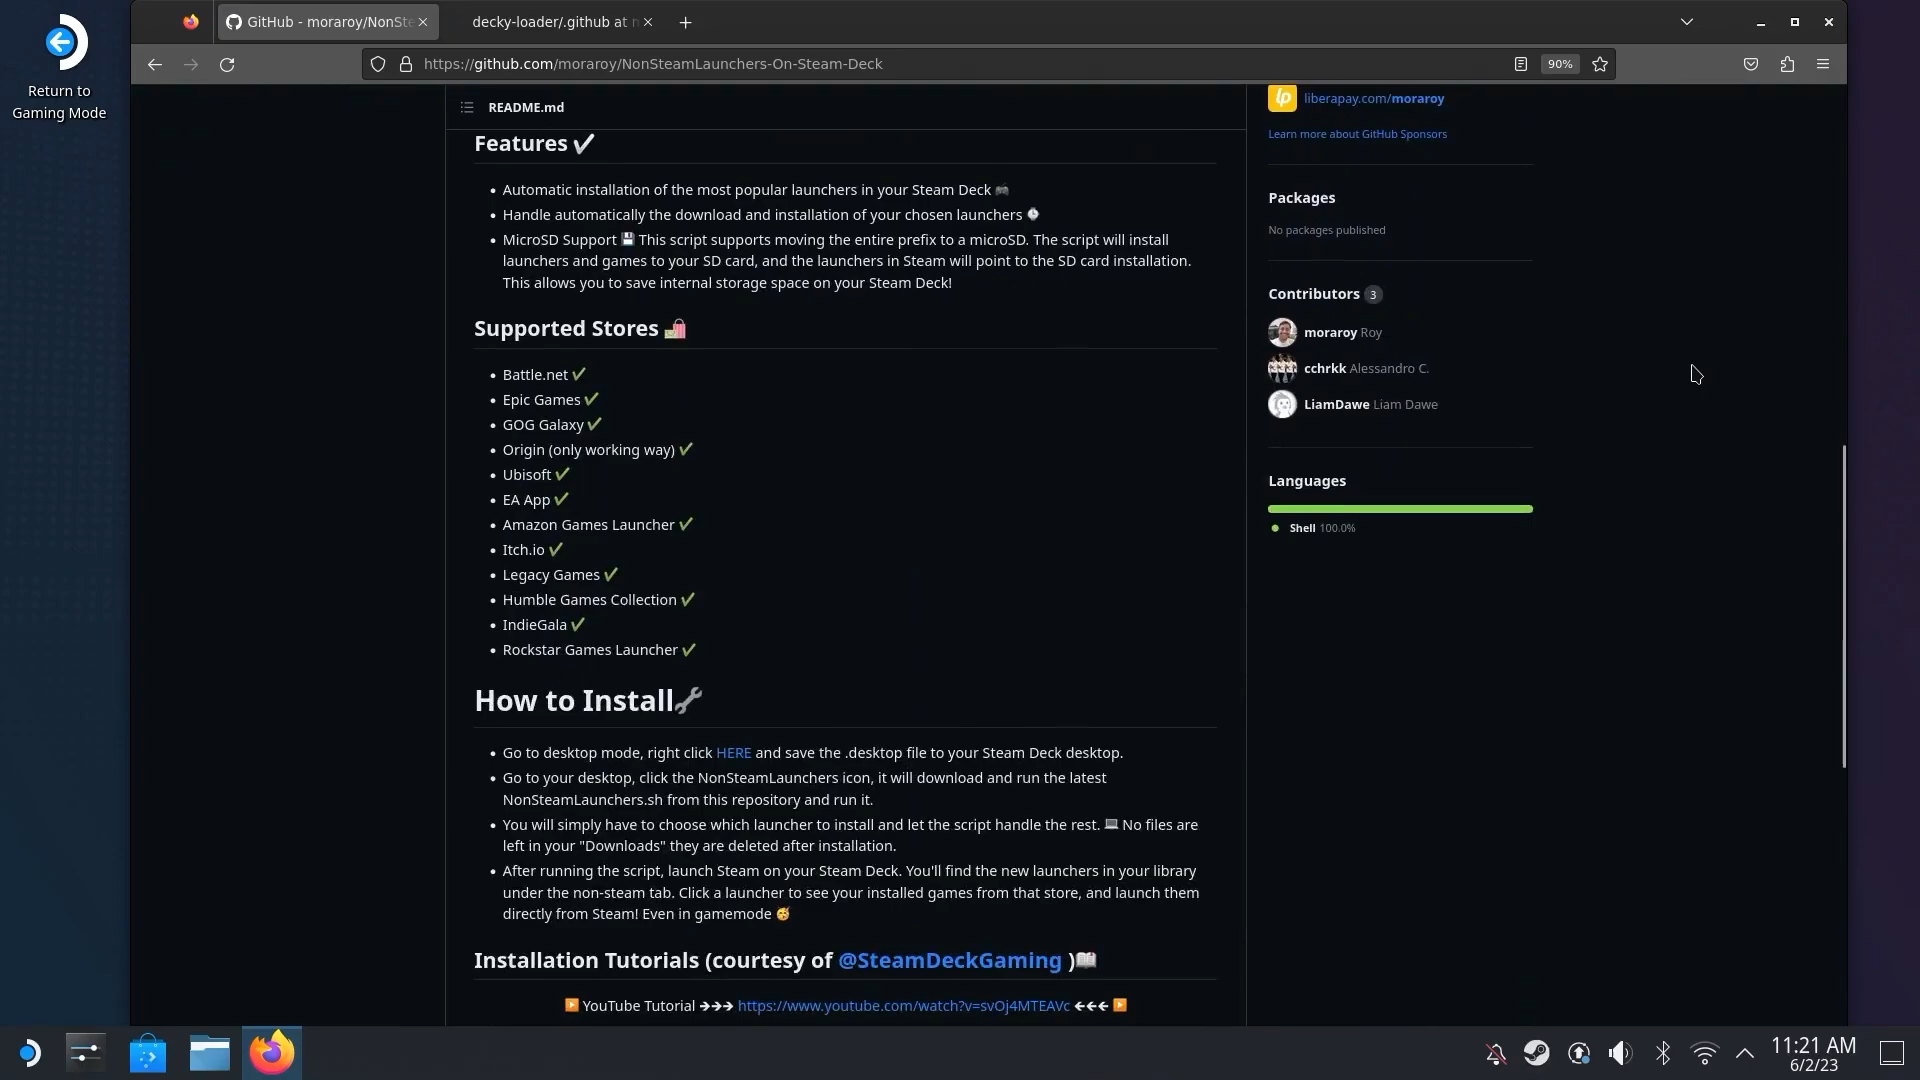 Return to
Gaming Mode
GitHub - moraroy/NonSte
decky-loader/.github at
https://github.com/moraroy/NonSteamLaunchers-On-Steam-Deck
90%
README.md
Features ✔
• Automatic installation of the most popular launchers in your Steam Deck 🎮
• Handle automatically the download and installation of your chosen launchers 🕒
• MicroSD Support 💾 This script supports moving the entire prefix to a microSD. The script will install
launchers and games to your SD card, and the launchers in Steam will point to the SD card installation.
This allows you to save internal storage space on your Steam Deck!
Supported Stores 🛍
• Battle.net ✔
• Epic Games ✔
• GOG Galaxy ✔
• Origin (only working way) ✔
• Ubisoft ✔
• EA App ✔
• Amazon Games Launcher ✔
• Itch.io ✔
• Legacy Games ✔
• Humble Games Collection ✔
• IndieGala ✔
• Rockstar Games Launcher ✔
How to Install🔧
• Go to desktop mode, right click HERE and save the .desktop file to your Steam Deck desktop.
• Go to your desktop, click the NonSteamLaunchers icon, it will download and run the latest
NonSteamLaunchers.sh from this repository and run it.
• You will simply have to choose which launcher to install and let the script handle the rest. 💻 No files are
left in your "Downloads" they are deleted after installation.
• After running the script, launch Steam on your Steam Deck. You'll find the new launchers in your library
under the non-steam tab. Click a launcher to see your installed games from that store, and launch them
directly from Steam! Even in gamemode 🥳
Installation Tutorials (courtesy of @SteamDeckGaming )📖
▶ YouTube Tutorial →→→ https://www.youtube.com/watch?v=svOj4MTEAVc ←←← ▶
lp liberapay.com/moraroy
Learn more about GitHub Sponsors
Packages
No packages published
Contributors 3
moraroy Roy
cchrkk Alessandro C.
LiamDawe Liam Dawe
Languages
Shell 100.0%
11:21 AM
6/2/23